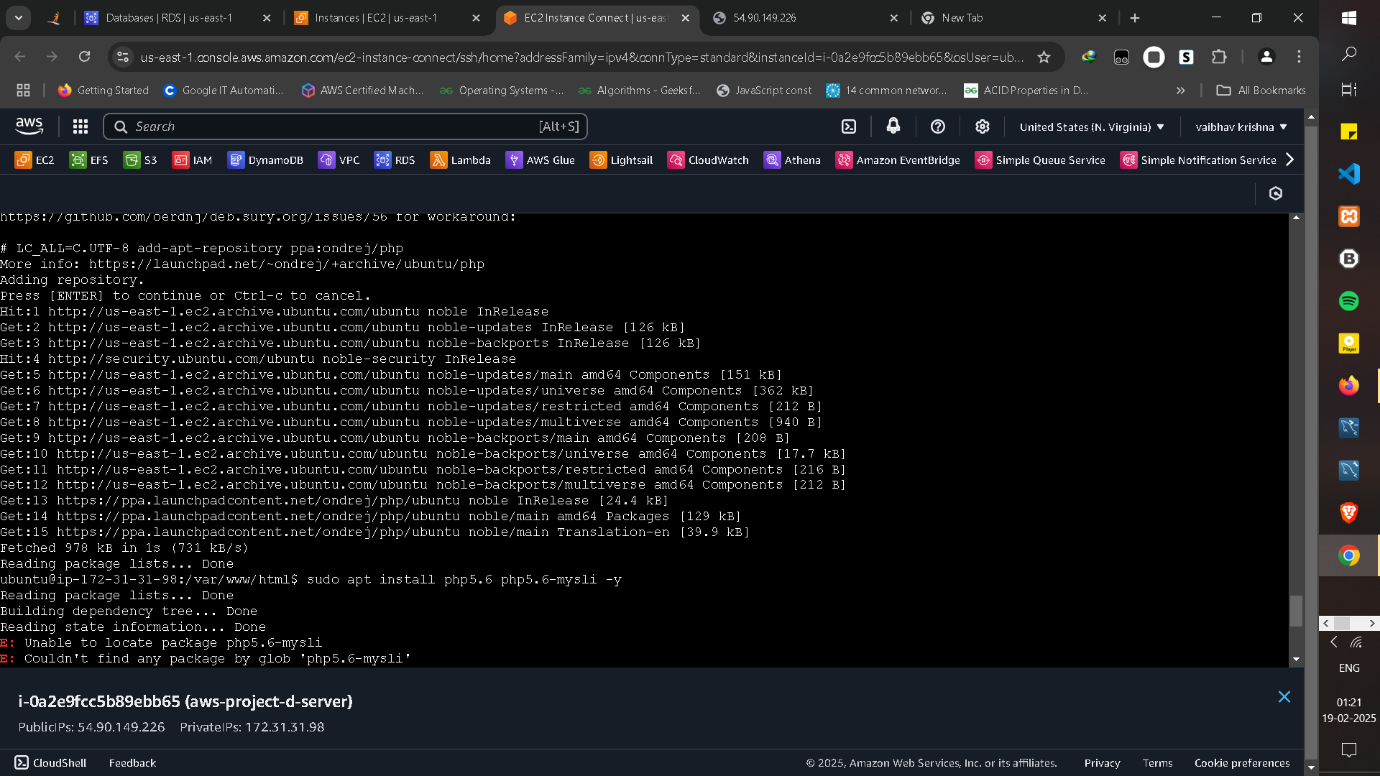 Databases | RDS | us-east-1
Instances | EC2 | us-east-1
EC2 Instance Connect | us-eas
54.90.149.226
New Tab
us-east-1.console.aws.amazon.com/ec2-instance-connect/ssh/home?addressFamily=ipv4&connType=standard&instanceId=i-0a2e9fcc5b89ebb65&osUser=ub...
Getting Started
Google IT Automati...
AWS Certified Mach...
Operating Systems -...
Algorithms - Geeksf...
JavaScript const
14 common networ...
ACID Properties in D...
All Bookmarks
aws
Search
[Alt+S]
United States (N. Virginia)
vaibhav krishna
EC2
EFS
S3
IAM
DynamoDB
VPC
RDS
Lambda
AWS Glue
Lightsail
CloudWatch
Athena
Amazon EventBridge
Simple Queue Service
Simple Notification Service
https://github.com/oerdnj/deb.sury.org/issues/56 for workaround:
# LC_ALL=C.UTF-8 add-apt-repository ppa:ondrej/php
More info: https://launchpad.net/~ondrej/+archive/ubuntu/php
Adding repository.
Press [ENTER] to continue or Ctrl-c to cancel.
Hit:1 http://us-east-1.ec2.archive.ubuntu.com/ubuntu noble InRelease
Get:2 http://us-east-1.ec2.archive.ubuntu.com/ubuntu noble-updates InRelease [126 kB]
Get:3 http://us-east-1.ec2.archive.ubuntu.com/ubuntu noble-backports InRelease [126 kB]
Hit:4 http://security.ubuntu.com/ubuntu noble-security InRelease
Get:5 http://us-east-1.ec2.archive.ubuntu.com/ubuntu noble-updates/main amd64 Components [151 kB]
Get:6 http://us-east-1.ec2.archive.ubuntu.com/ubuntu noble-updates/universe amd64 Components [362 kB]
Get:7 http://us-east-1.ec2.archive.ubuntu.com/ubuntu noble-updates/restricted amd64 Components [212 B]
Get:8 http://us-east-1.ec2.archive.ubuntu.com/ubuntu noble-updates/multiverse amd64 Components [940 B]
Get:9 http://us-east-1.ec2.archive.ubuntu.com/ubuntu noble-backports/main amd64 Components [208 B]
Get:10 http://us-east-1.ec2.archive.ubuntu.com/ubuntu noble-backports/universe amd64 Components [17.7 kB]
Get:11 http://us-east-1.ec2.archive.ubuntu.com/ubuntu noble-backports/restricted amd64 Components [216 B]
Get:12 http://us-east-1.ec2.archive.ubuntu.com/ubuntu noble-backports/multiverse amd64 Components [212 B]
Get:13 https://ppa.launchpadcontent.net/ondrej/php/ubuntu noble InRelease [24.4 kB]
Get:14 https://ppa.launchpadcontent.net/ondrej/php/ubuntu noble/main amd64 Packages [129 kB]
Get:15 https://ppa.launchpadcontent.net/ondrej/php/ubuntu noble/main Translation-en [39.9 kB]
Fetched 978 kB in 1s (731 kB/s)
Reading package lists... Done
ubuntu@ip-172-31-31-98:/var/www/html$ sudo apt install php5.6 php5.6-mysli -y
Reading package lists... Done
Building dependency tree... Done
Reading state information... Done
E: Unable to locate package php5.6-mysli
E: Couldn't find any package by glob 'php5.6-mysli'
i-0a2e9fcc5b89ebb65 (aws-project-d-server)
PublicIPs: 54.90.149.226 PrivateIPs: 172.31.31.98
CloudShell
Feedback
© 2025, Amazon Web Services, Inc. or its affiliates.
Privacy
Terms
Cookie preferences
ENG
01:21
19-02-2025